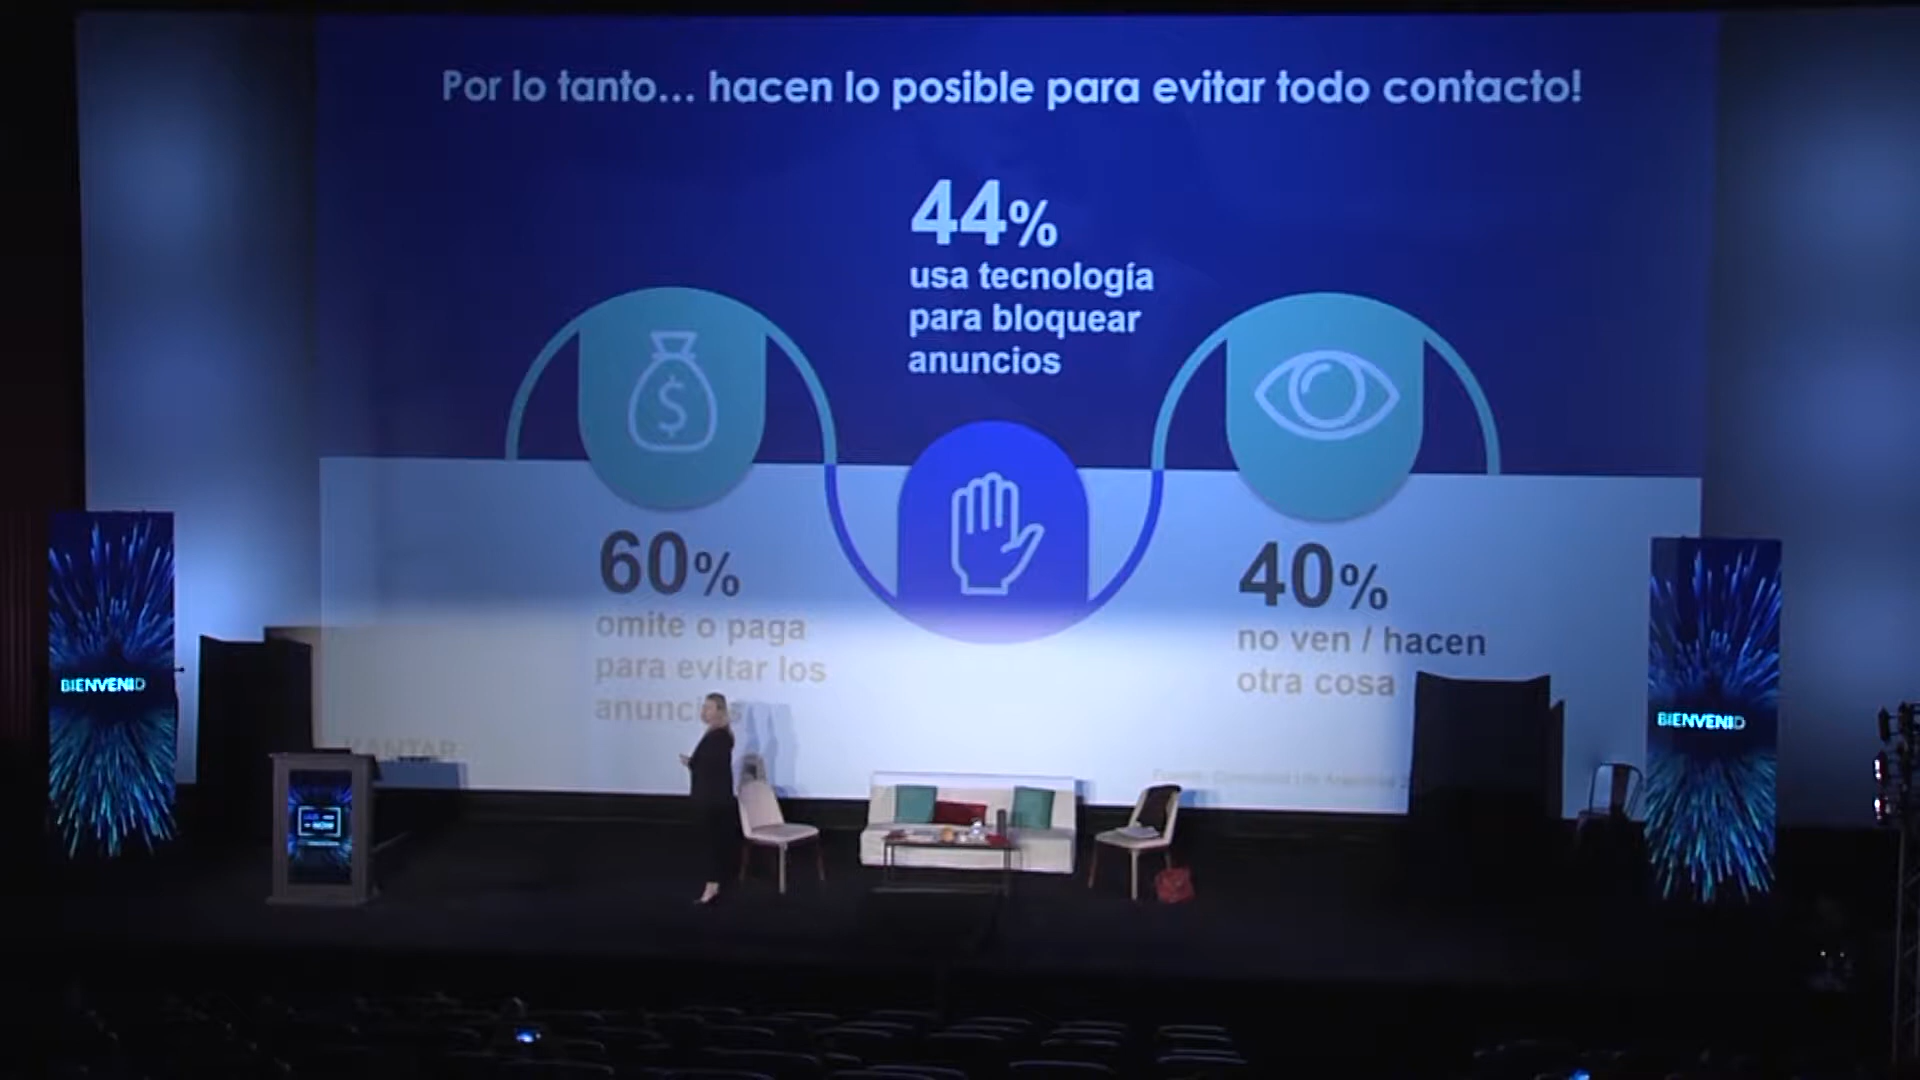 Por lo tanto... hacen lo posible para evitar todo contacto!
44%
usa tecnología
para bloquear
anuncios
60%
omite o paga
para evitar los
40%
no ven / hacen
otra cosa
KANTAR
BIENVENID
BIENVENID